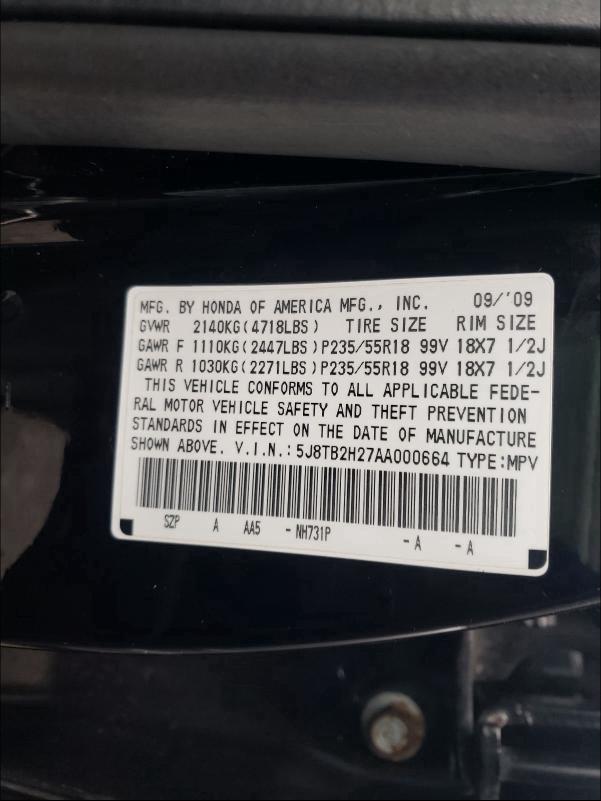 MFG. BY HONDA OF AMERICA MFG., INC. 09/'09
GVWR 2140KG(4718LBS) TIRE SIZE RIM SIZE
GAWR F 1110KG(2447LBS)P235/55R18 99V 18X7 1/2J
GAWR R 1030KG(2271LBS)P235/55R18 99V 18X7 1/2J
THIS VEHICLE CONFORMS TO ALL APPLICABLE FEDE-
RAL MOTOR VEHICLE SAFETY AND THEFT PREVENTION
STANDARDS IN EFFECT ON THE DATE OF MANUFACTURE
SHOWN ABOVE. V.I.N.:5J8TB2H27AA000664 TYPE:MPV
SZP A AA5 -NH731P -A -A